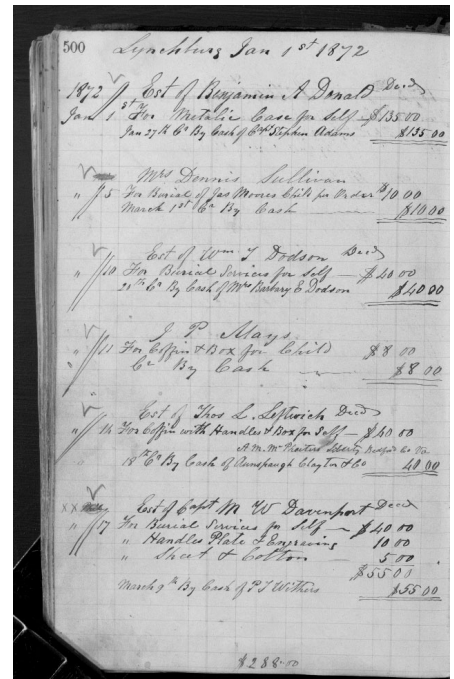 500 Lynchburg Jan 1st 1872
1872 Est of Benjamin A Donald Decd
Jan 1st For Metalic Case for Self — $135.00
Jan 27th Cr By Cash of Capt Stephen Adams $135 00
Mrs Dennis Sullivan
" 5 For Burial of Jas Moores Child per Order $10 00
March 1st Cr By Cash $10 00
Est of Wm T Dodson Decd
" 10 For Burial Services for Self — $40 00
Cr By Cash of Mrs Barbary E Dodson $40 00
J P Mays
" 11 For Coffin & Box for Child $8 00
Cr By Cash $8 00
Est of Thos L. Leftwich Decd
" 14 For Coffin with Handles & Box for Self — $40 00
A. M. Liberty Bedford Co Va
18th Cr By Cash of Clayton & Co 40 00
Est of Capt M W Davenport Decd
" 17 For Burial Services for Self — $40 00
" Handles Plate & Engraving 10 00
" Sheet & Cotton — 5 00
$55 00
March 9th By Cash of P T Withers $55 00
$288.00